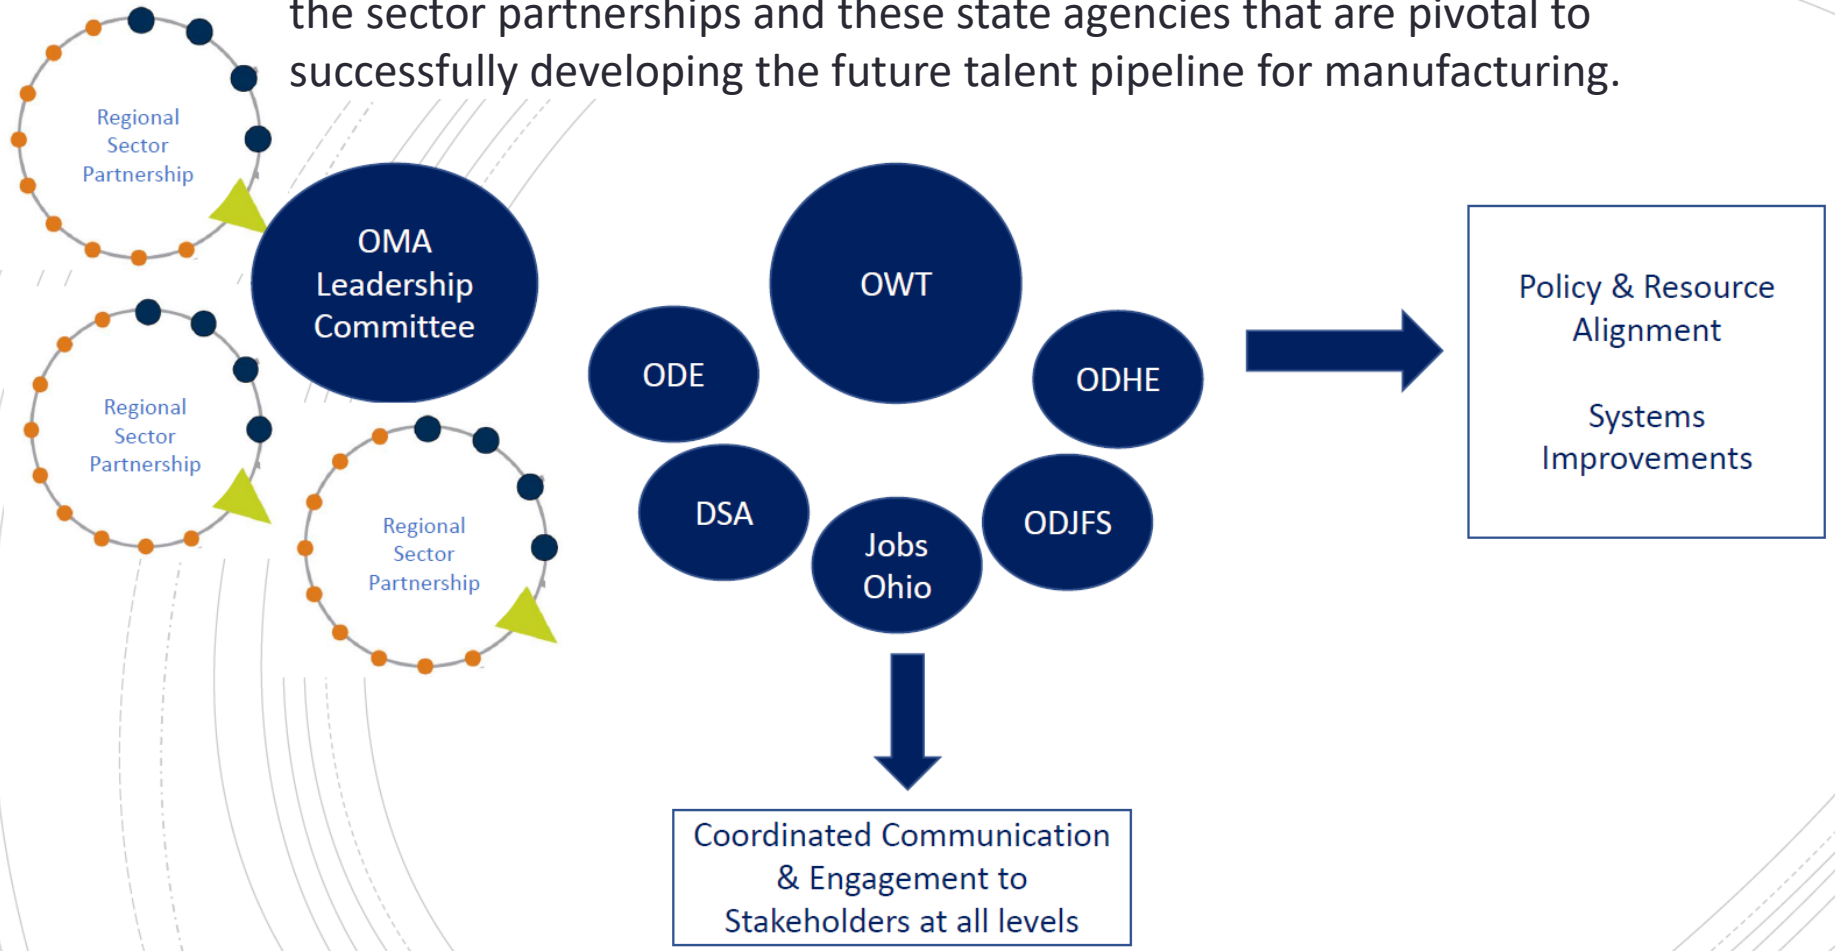 the sector partnerships and these state agencies that are pivotal to
successfully developing the future talent pipeline for manufacturing.
Regional
Sector
Partnership
OMA
Leadership
Committee
OWT
Policy & Resource
Alignment
Systems
Improvements
ODE
ODHE
Regional
Sector
Partnership
DSA
Jobs
Ohio
ODJFS
Regional
Sector
Partnership
Coordinated Communication
& Engagement to
Stakeholders at all levels